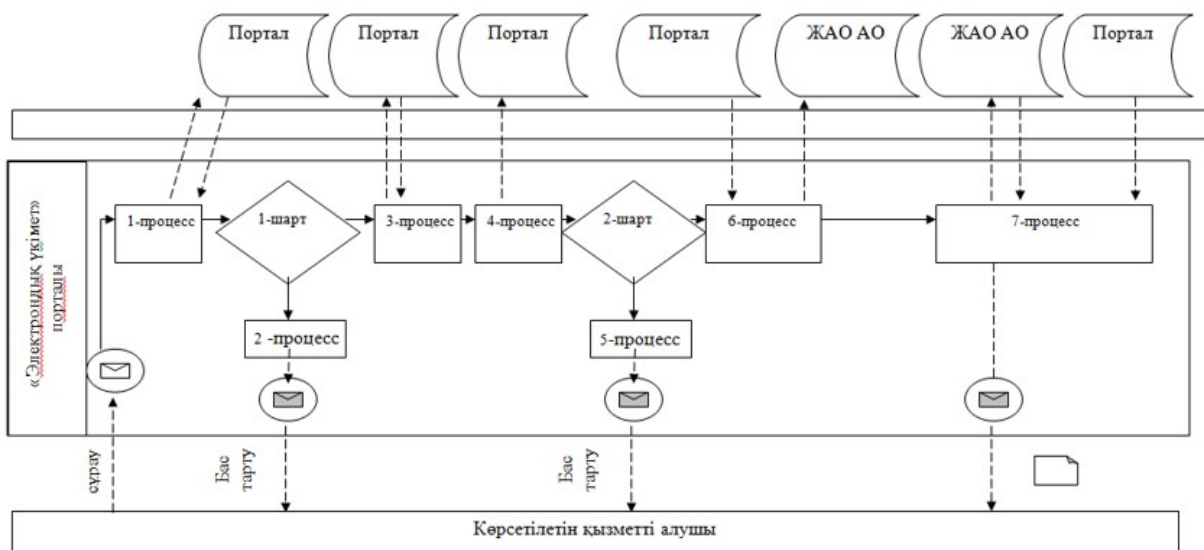 Портал
Портал
Портал
Портал
ЖАО АО
ЖАО АО
Портал
«Электрондық үкімет»
порталы
1-процесс
1-шарт
3-процесс
4-процесс
2-шарт
6-процесс
7-процесс
2 -процесс
5-процесс
сұрау
Бас
тарту
Бас
тарту
Көрсетілетін қызметті алушы